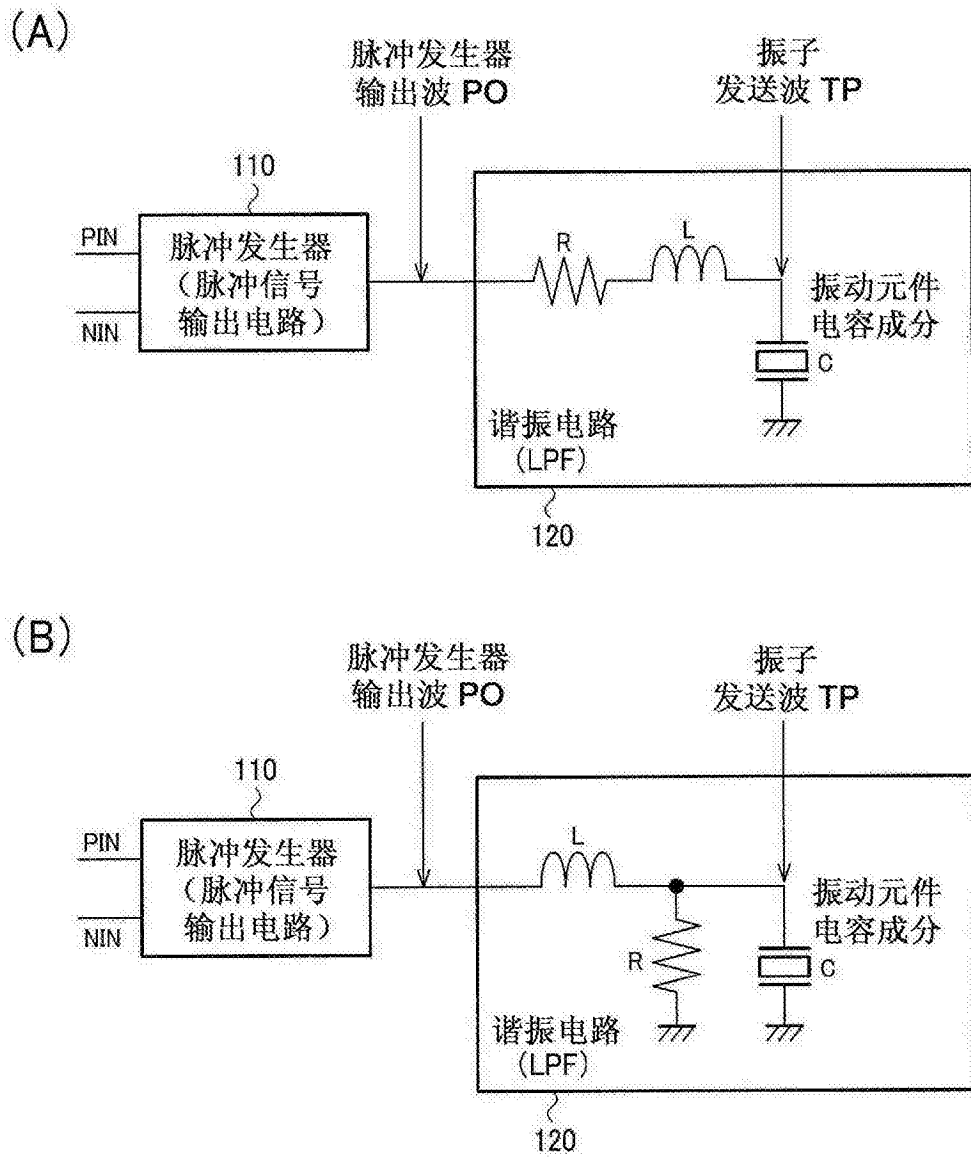 (A)
脉冲发生器
输出波 PO
振子
发送波 TP
110
PIN
NIN
脉冲发生器
(脉冲信号
输出电路)
R
L
振动元件
电容成分
C
谐振电路
(LPF)
120
(B)
脉冲发生器
输出波 PO
振子
发送波 TP
110
PIN
NIN
脉冲发生器
(脉冲信号
输出电路)
L
R
振动元件
电容成分
C
谐振电路
(LPF)
120